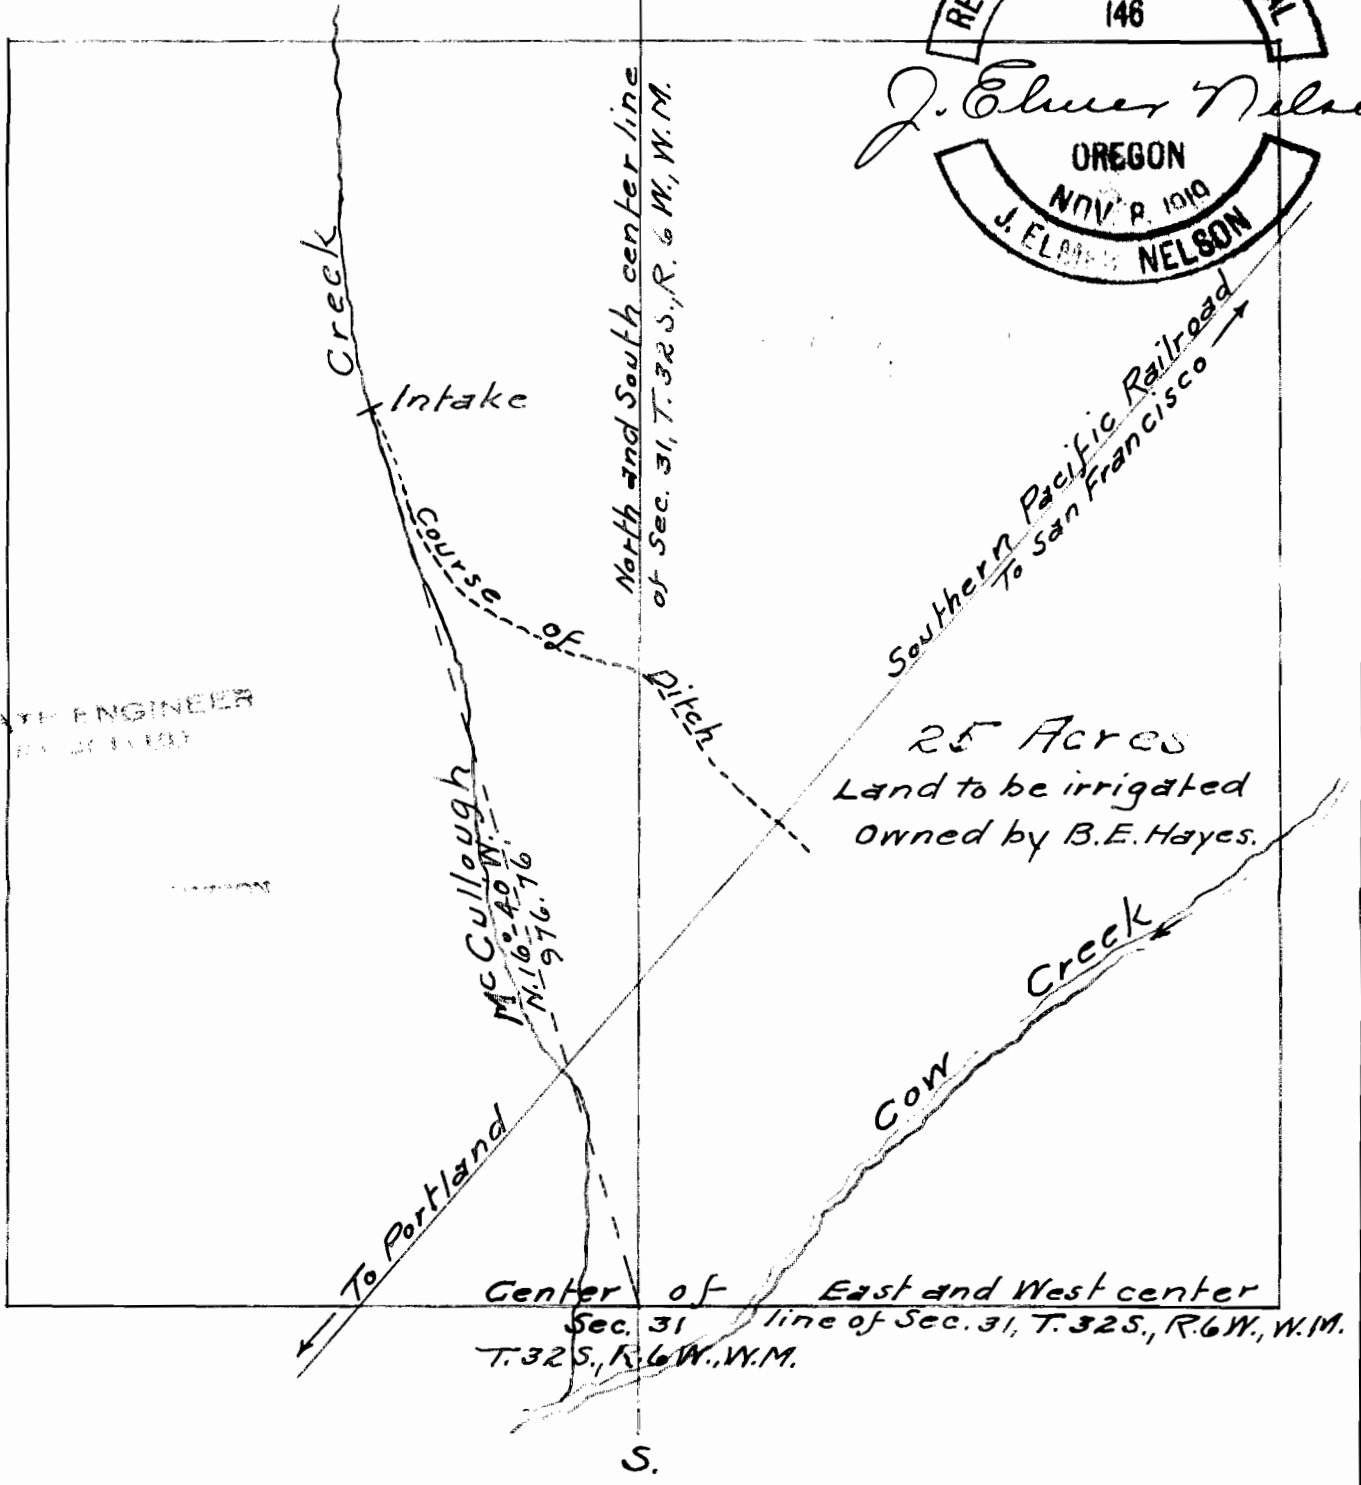 146
J. Elmer
OREGON
NOV. 8, 1919
J. ELMER NELSON
North and South center line
of Sec. 31, T. 32 S., R. 6 W., W.M.
Creek
Intake
Course of Ditch
Southern Pacific Railroad
To San Francisco
ENGINEER
25 Acres
Land to be irrigated
Owned by B.E. Hayes.
McCullough
N. 16°-40' W.
976.76
Creek
Cow
To Portland
Center of
Sec. 31
T. 32 S., R. 6 W., W.M.
East and West center
line of Sec. 31, T. 32 S., R. 6 W., W.M.
S.